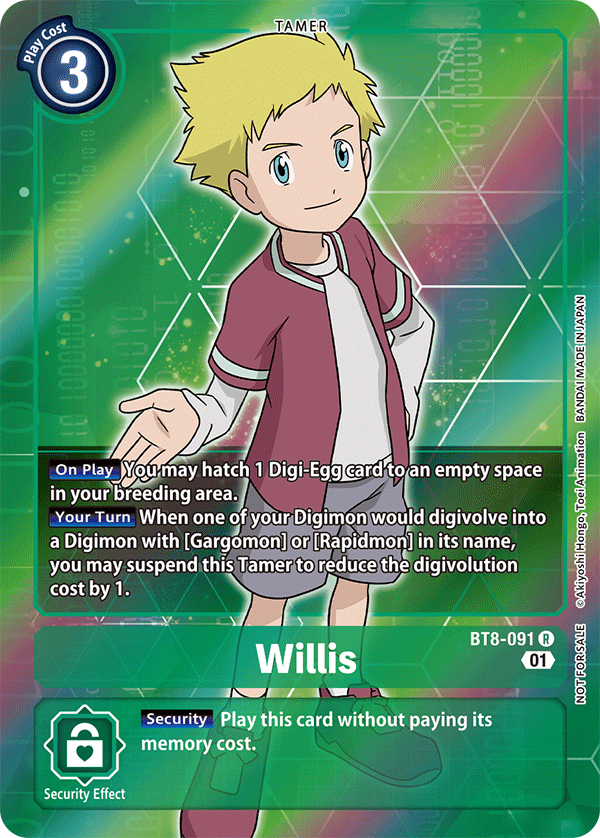 TAMER
Play Cost
3
On Play You may hatch 1 Digi-Egg card to an empty space
in your breeding area.
Your Turn When one of your Digimon would digivolve into
a Digimon with [Gargomon] or [Rapidmon] in its name,
you may suspend this Tamer to reduce the digivolution
cost by 1.
©Akiyoshi Hongo, Toei Animation BANDAI MADE IN JAPAN
NOT FOR SALE
BT8-091 R
01
Willis
Security Play this card without paying its
memory cost.
Security Effect